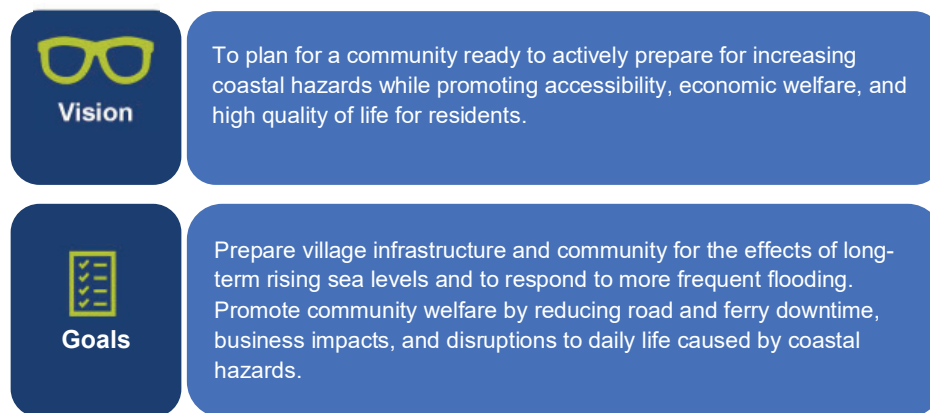 Vision
To plan for a community ready to actively prepare for increasing
coastal hazards while promoting accessibility, economic welfare, and
high quality of life for residents.
Goals
Prepare village infrastructure and community for the effects of long-
term rising sea levels and to respond to more frequent flooding.
Promote community welfare by reducing road and ferry downtime,
business impacts, and disruptions to daily life caused by coastal
hazards.